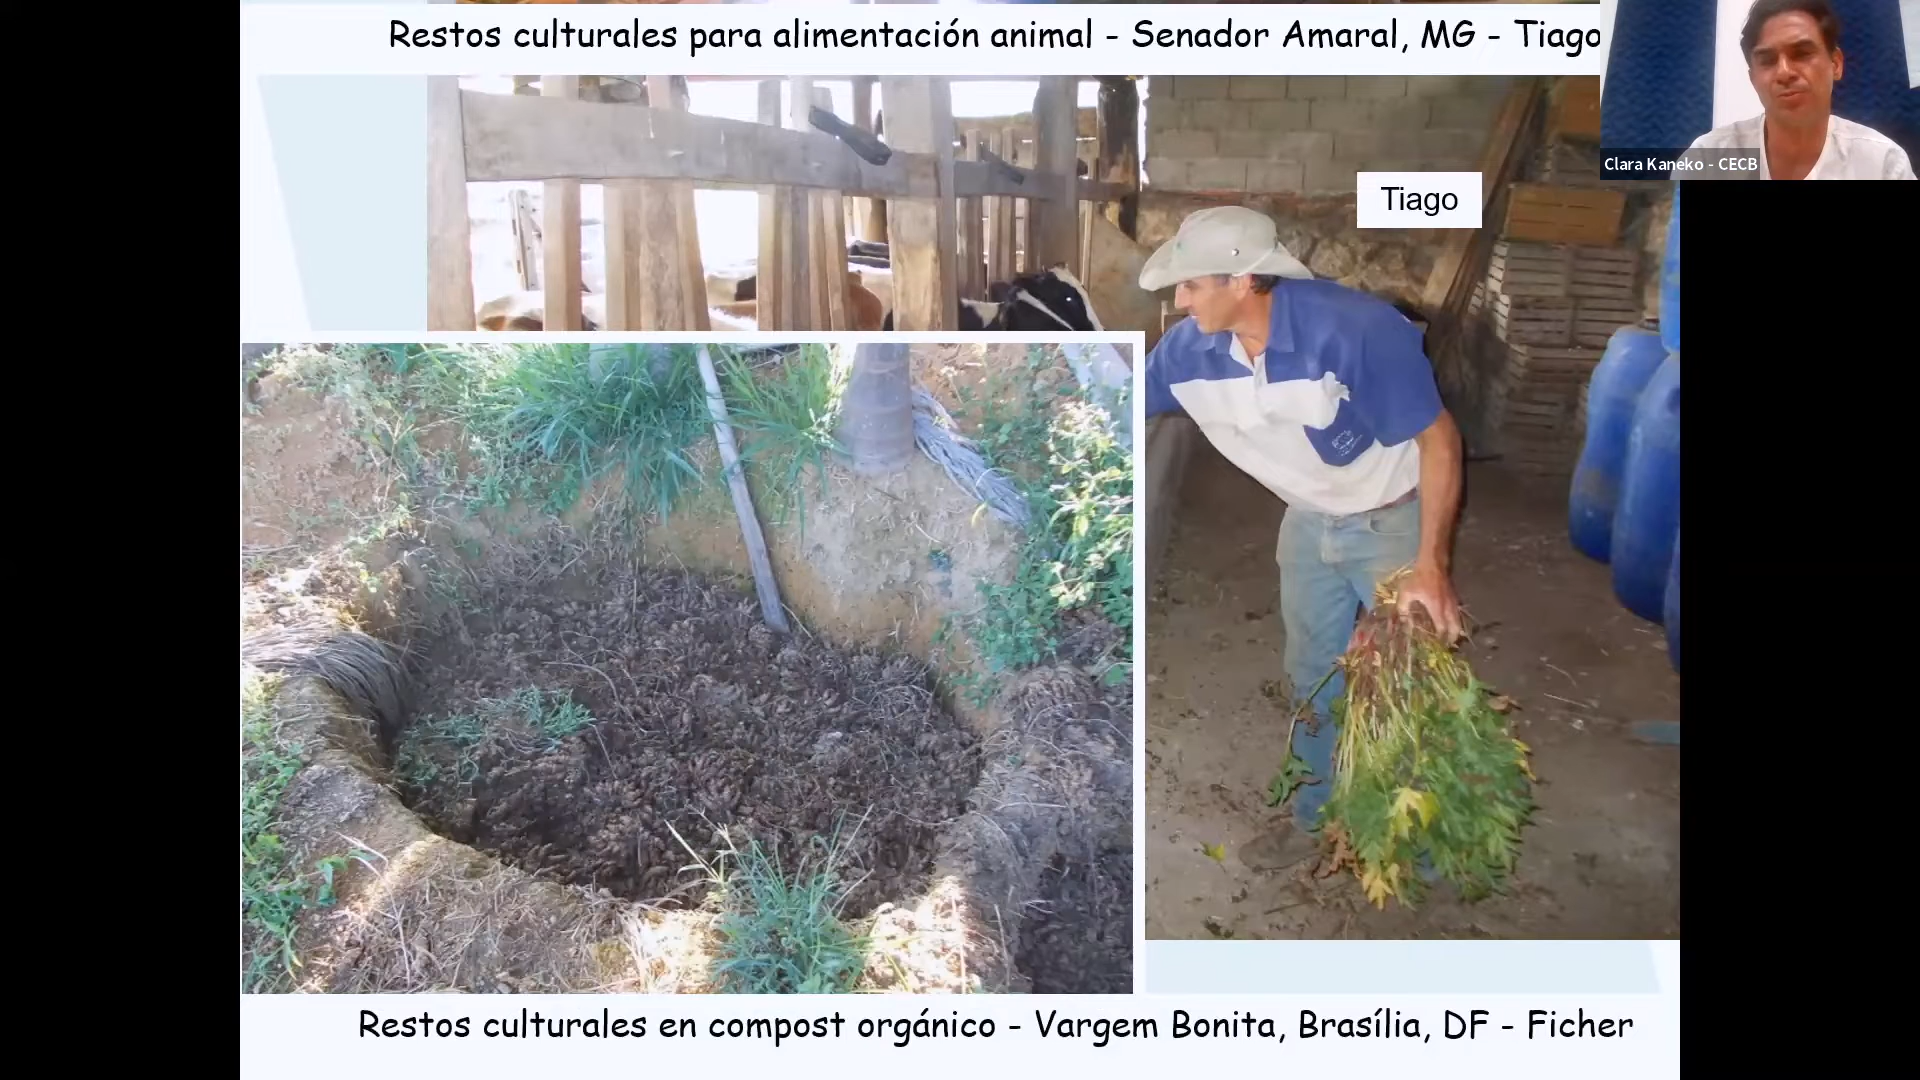 Restos culturales para alimentación animal - Senador Amaral, MG - Tiago
Clara Kaneko - CECB
Tiago
Restos culturales en compost orgánico - Vargem Bonita, Brasília, DF - Ficher